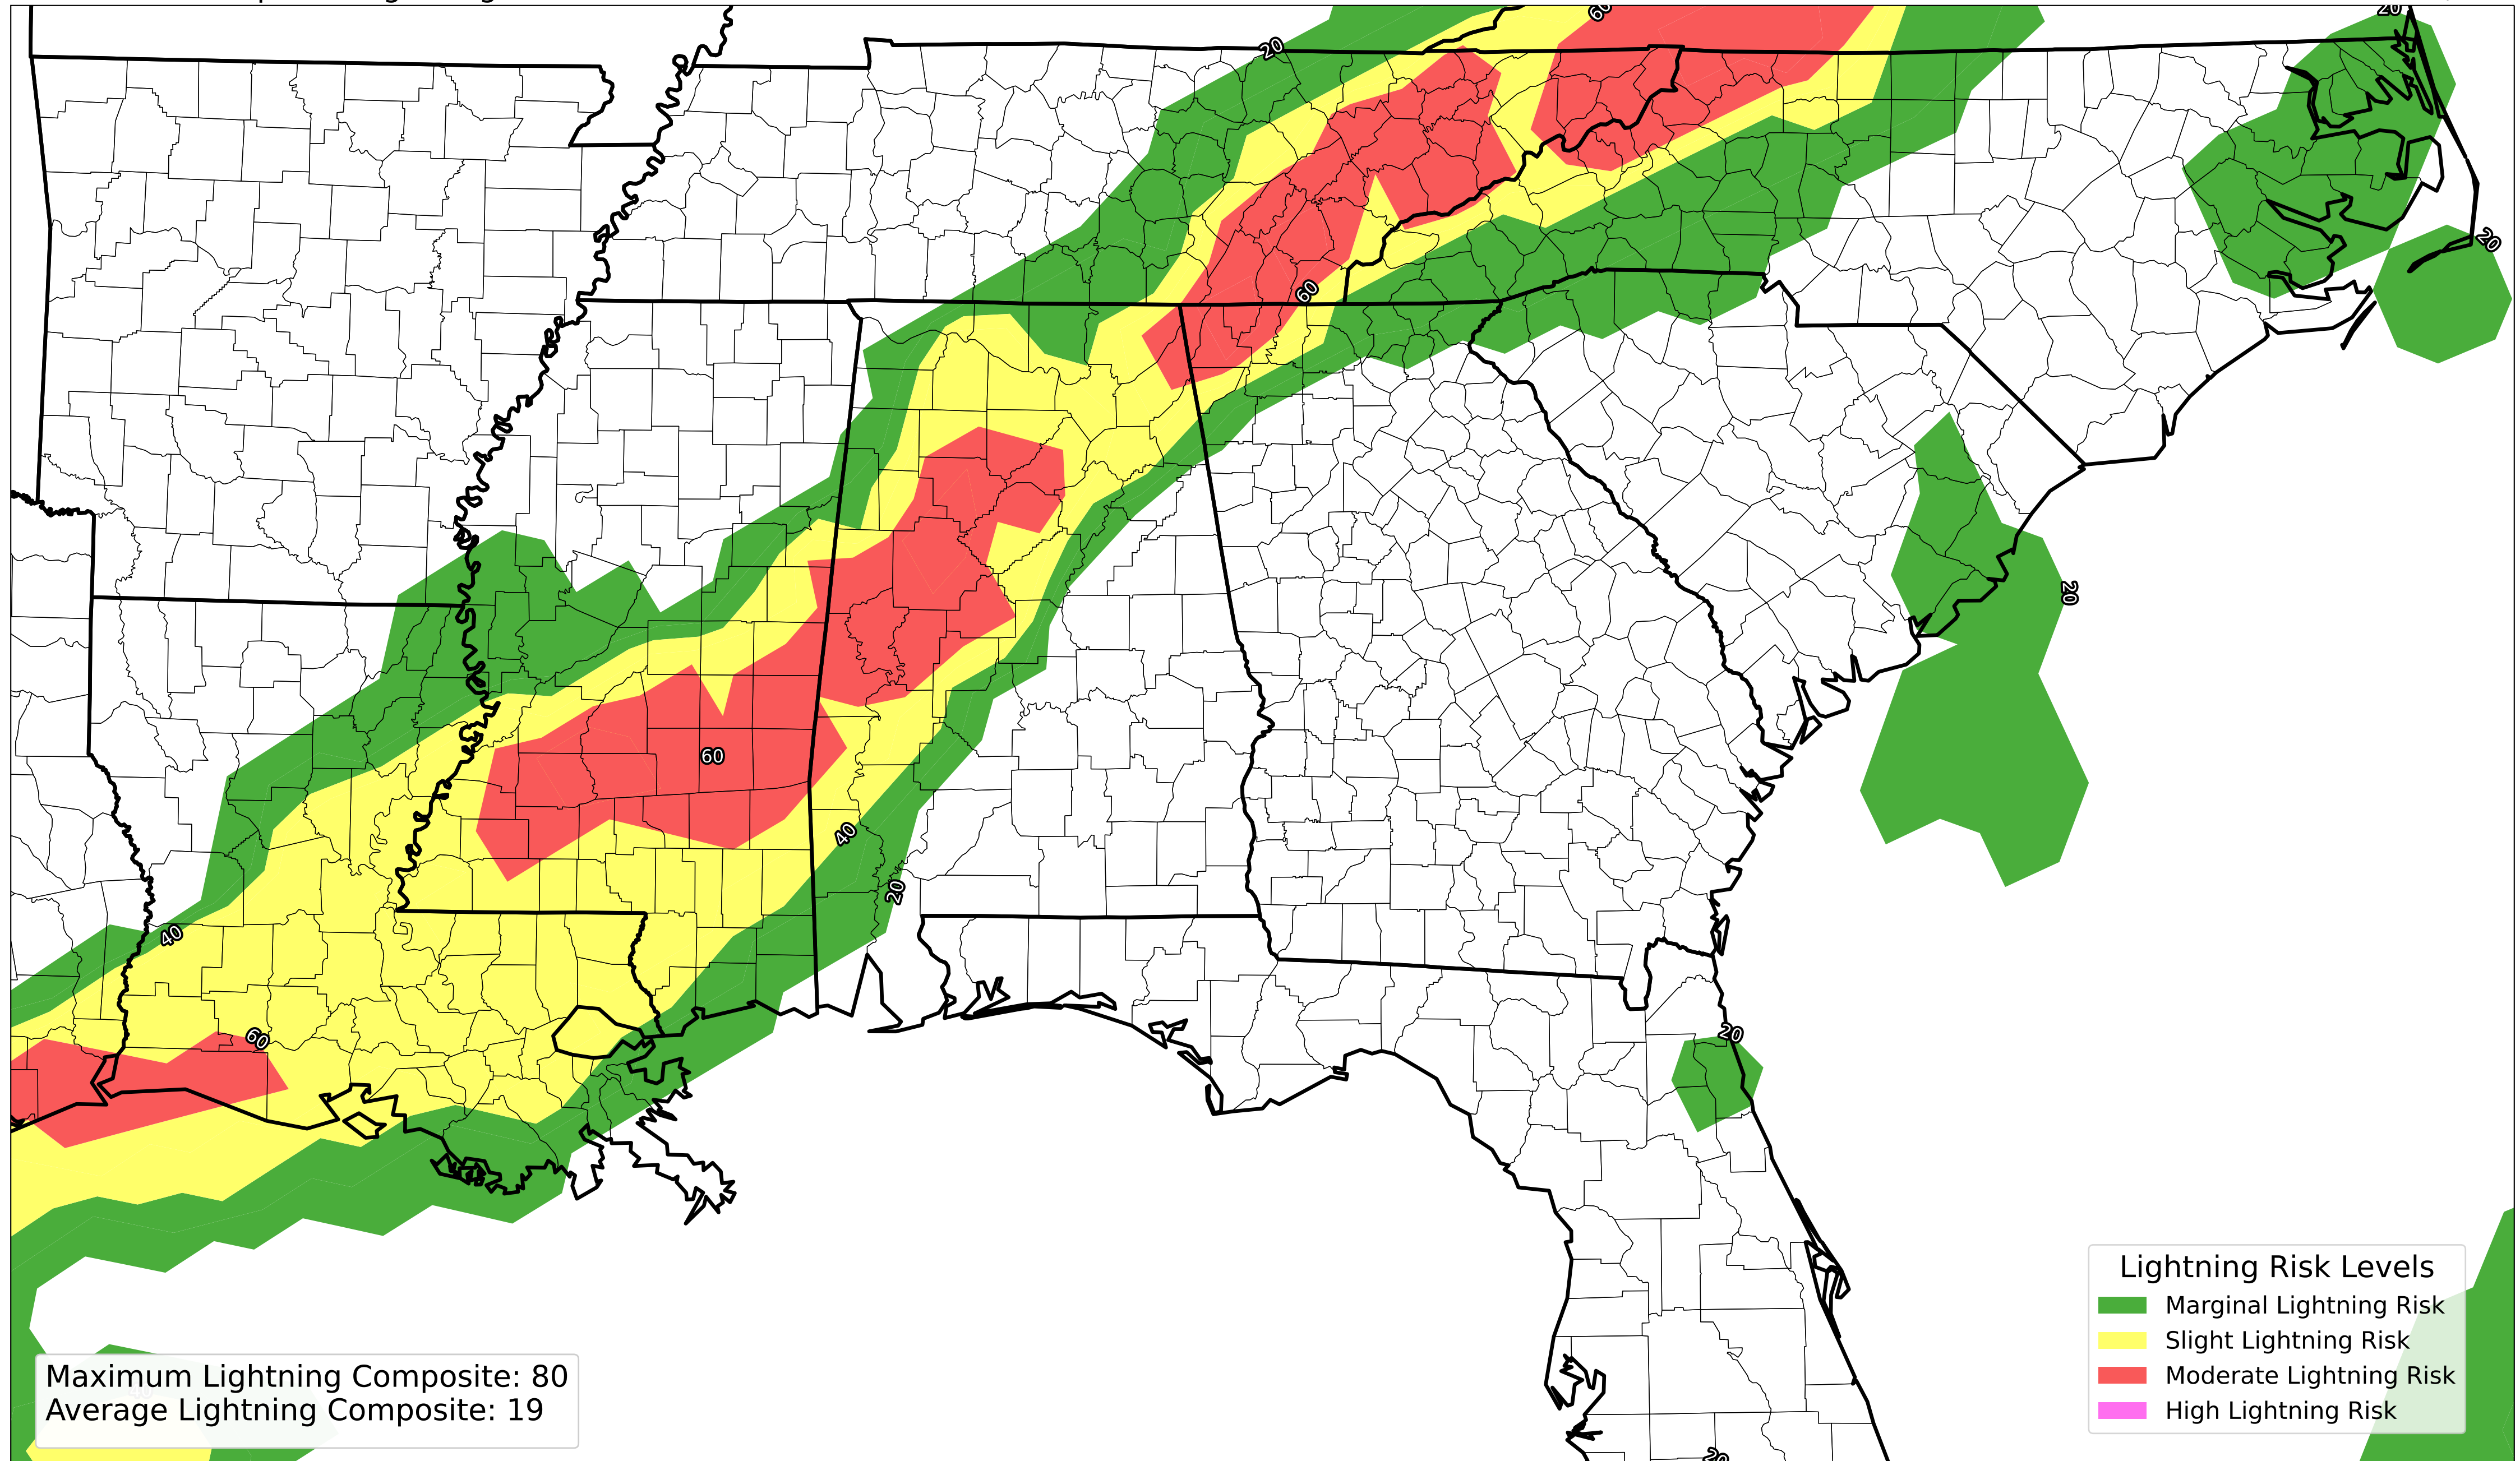 20
60
20
20
60
20
60
40
20
40
60
20
Lightning Risk Levels
Marginal Lightning Risk
Slight Lightning Risk
Moderate Lightning Risk
High Lightning Risk
Maximum Lightning Composite: 80
Average Lightning Composite: 19
20